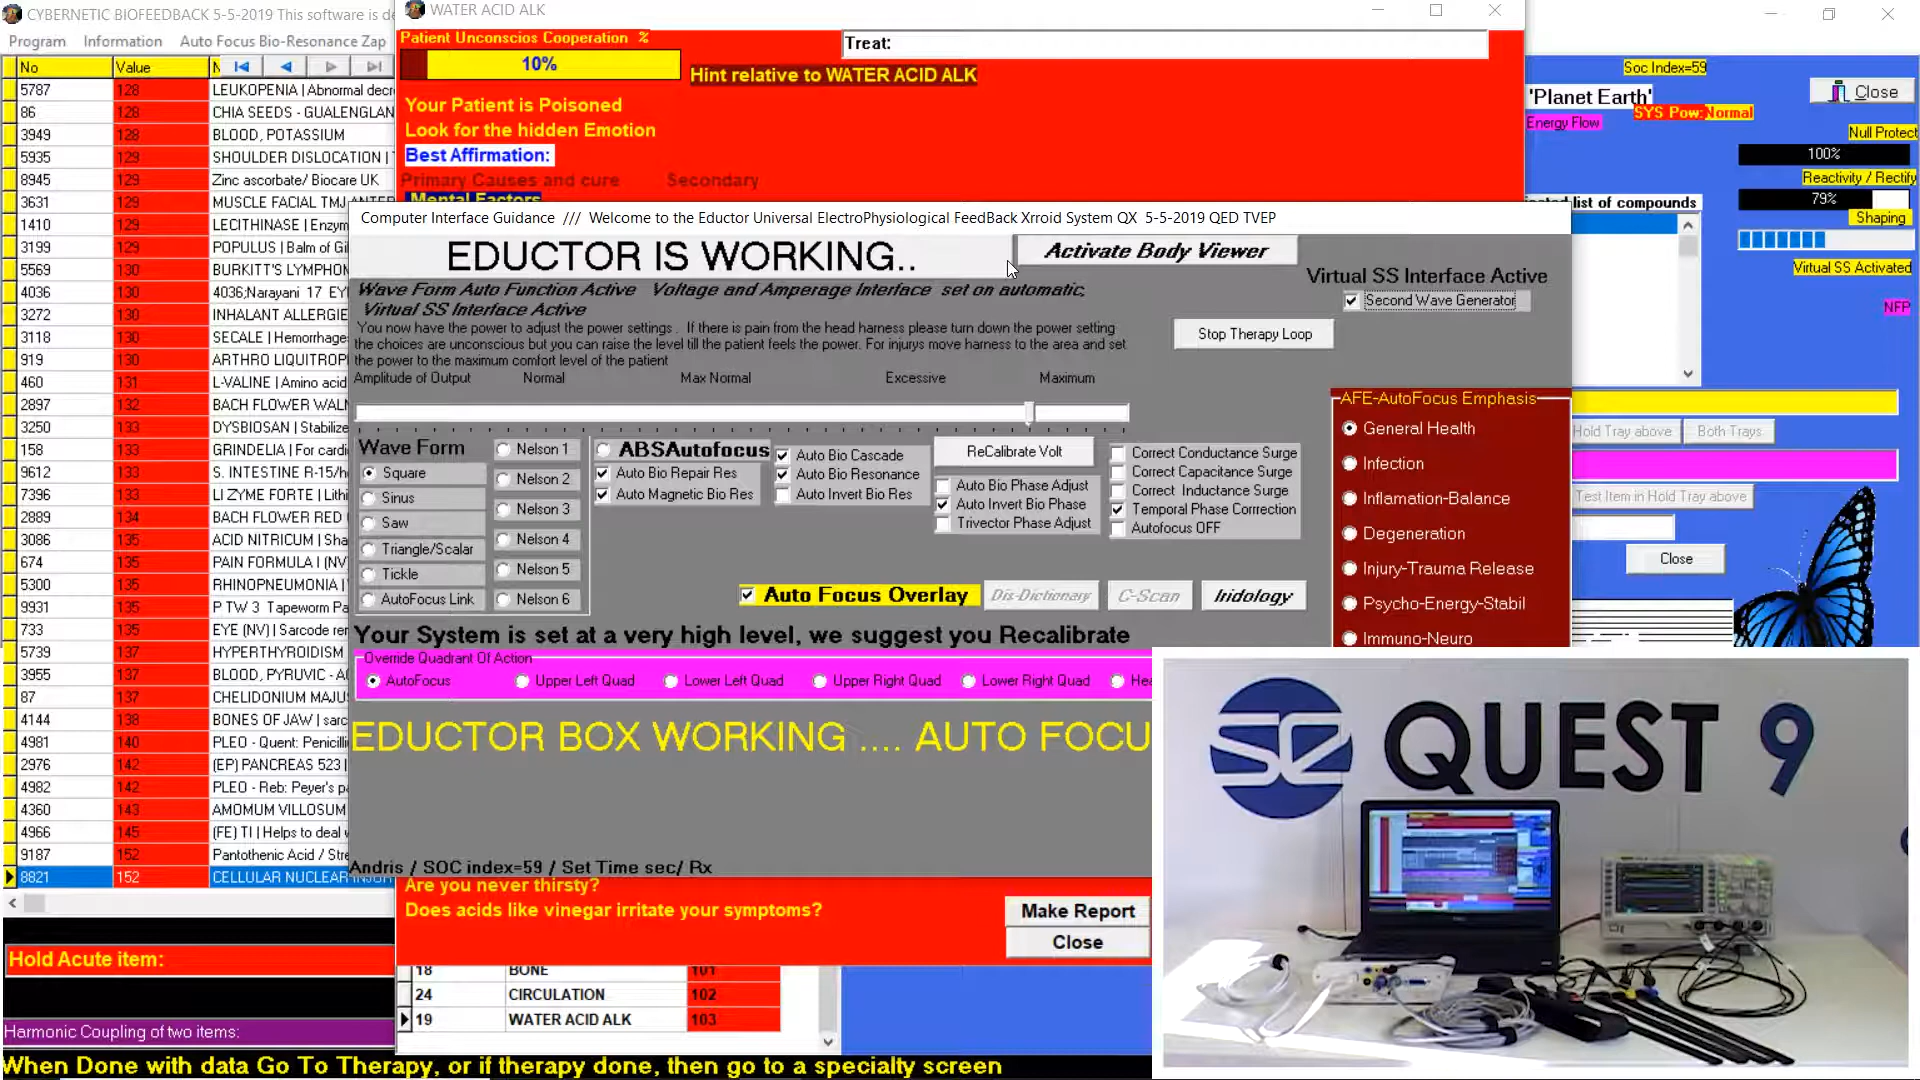 CYBERNETIC BIOFEEDBACK 5-5-2019 This software is de
Program Information Auto Focus Bio-Resonance Zap
No Value N
5787 128 LEUKOPENIA | Abnormal decr
86 128 CHIA SEEDS - GUALENGLAN
3949 128 BLOOD, POTASSIUM
5935 129 SHOULDER DISLOCATION |
8945 129 Zinc ascorbate/ Biocare UK
3631 129 MUSCLE FACIAL TMJ ANTER
1410 129 LECITHINASE | Enzym
3199 129 POPULUS | Balm of Gil
5569 130 BURKITT'S LYMPHOM
4036 130 4036;Narayani 17 EY
3272 130 INHALANT ALLERGIE
3118 130 SECALE | Hemorrhage
919 130 ARTHRO LIQUITROP
460 131 L-VALINE | Amino acid
2897 132 BACH FLOWER WALN
3250 133 DYSBIOSAN | Stabilize
158 133 GRINDELIA | For cardi
9612 133 S. INTESTINE R-15/h
7396 133 LI ZYME FORTE | Lithi
2889 134 BACH FLOWER RED
3086 135 ACID NITRICUM | Sha
674 135 PAIN FORMULA | (NV)
5300 135 RHINOPNEUMONIA |
9931 135 P TW 3 Tapeworm Pa
733 135 EYE (NV) | Sarcode rer
5739 137 HYPERTHYROIDISM
3955 137 BLOOD, PYRUVIC - A
87 137 CHELIDONIUM MAJU
4144 138 BONES OF JAW | sarc
4981 140 PLEO - Quent: Penicilli
2976 142 (EP) PANCREAS 523 |
4982 142 PLEO - Reb: Peyer's pa
4360 143 AMOMUM VILLOSUM
4966 145 (FE) TI | Helps to deal w
9187 152 Pantothenic Acid / Stre
8821 152 CELLULAR NUCLEAR INJUR
Hold Acute item:
Harmonic Coupling of two items:
When Done with data Go To Therapy, or if therapy done, then go to a specialty screen
WATER ACID ALK
Patient Unconscios Cooperation %
10%
Treat:
Hint relative to WATER ACID ALK
Your Patient is Poisoned
Look for the hidden Emotion
Best Affirmation:
Primary Causes and cure Secondary
Mental Factors
Computer Interface Guidance /// Welcome to the Eductor Universal ElectroPhysiological FeedBack Xrroid System QX 5-5-2019 QED TVEP
EDUCTOR IS WORKING..
Activate Body Viewer
Virtual SS Interface Active
Second Wave Generator
Wave Form Auto Function Active Voltage and Amperage Interface set on automatic,
Virtual SS Interface Active
You now have the power to adjust the power settings . If there is pain from the head harness please turn down the power setting
the choices are unconscious but you can raise the level till the patient feels the power. For injurys move harness to the area and set
the power to the maximum comfort level of the patient
Stop Therapy Loop
Amplitude of Output Normal Max Normal Excessive Maximum
Wave Form
Square
Sinus
Saw
Triangle/Scalar
Tickle
AutoFocus Link
Nelson 1
Nelson 2
Nelson 3
Nelson 4
Nelson 5
Nelson 6
ABSAutofocus
Auto Bio Repair Res
Auto Magnetic Bio Res
Auto Bio Cascade
Auto Bio Resonance
Auto Invert Bio Res
ReCalibrate Volt
Auto Bio Phase Adjust
Auto Invert Bio Phase
Trivector Phase Adjust
Correct Conductance Surge
Correct Capacitance Surge
Correct Inductance Surge
Temporal Phase Corrrection
Autofocus OFF
Auto Focus Overlay
Dis-Dictionary
C-Scan
Iridology
AFE-AutoFocus Emphasis
General Health
Infection
Inflamation-Balance
Degeneration
Injury-Trauma Release
Psycho-Energy-Stabil
Immuno-Neuro
Your System is set at a very high level, we suggest you Recalibrate
Override Quadrant Of Action
AutoFocus Upper Left Quad Lower Left Quad Upper Right Quad Lower Right Quad Hea
EDUCTOR BOX WORKING .... AUTO FOCU
Andris / SOC index=59 / Set Time sec/ Rx
Are you never thirsty?
Does acids like vinegar irritate your symptoms?
Make Report
Close
18 BONE 101
24 CIRCULATION 102
19 WATER ACID ALK 103
Soc Index=59
'Planet Earth'
Close
SYS Pow:Normal
Energy Flow
Null Protect
100%
Reactivity / Rectify
79%
Shaping
list of compounds
Virtual SS Activated
NFP
Hold Tray above
Both Trays
Test Item in Hold Tray above
Close
QUEST 9